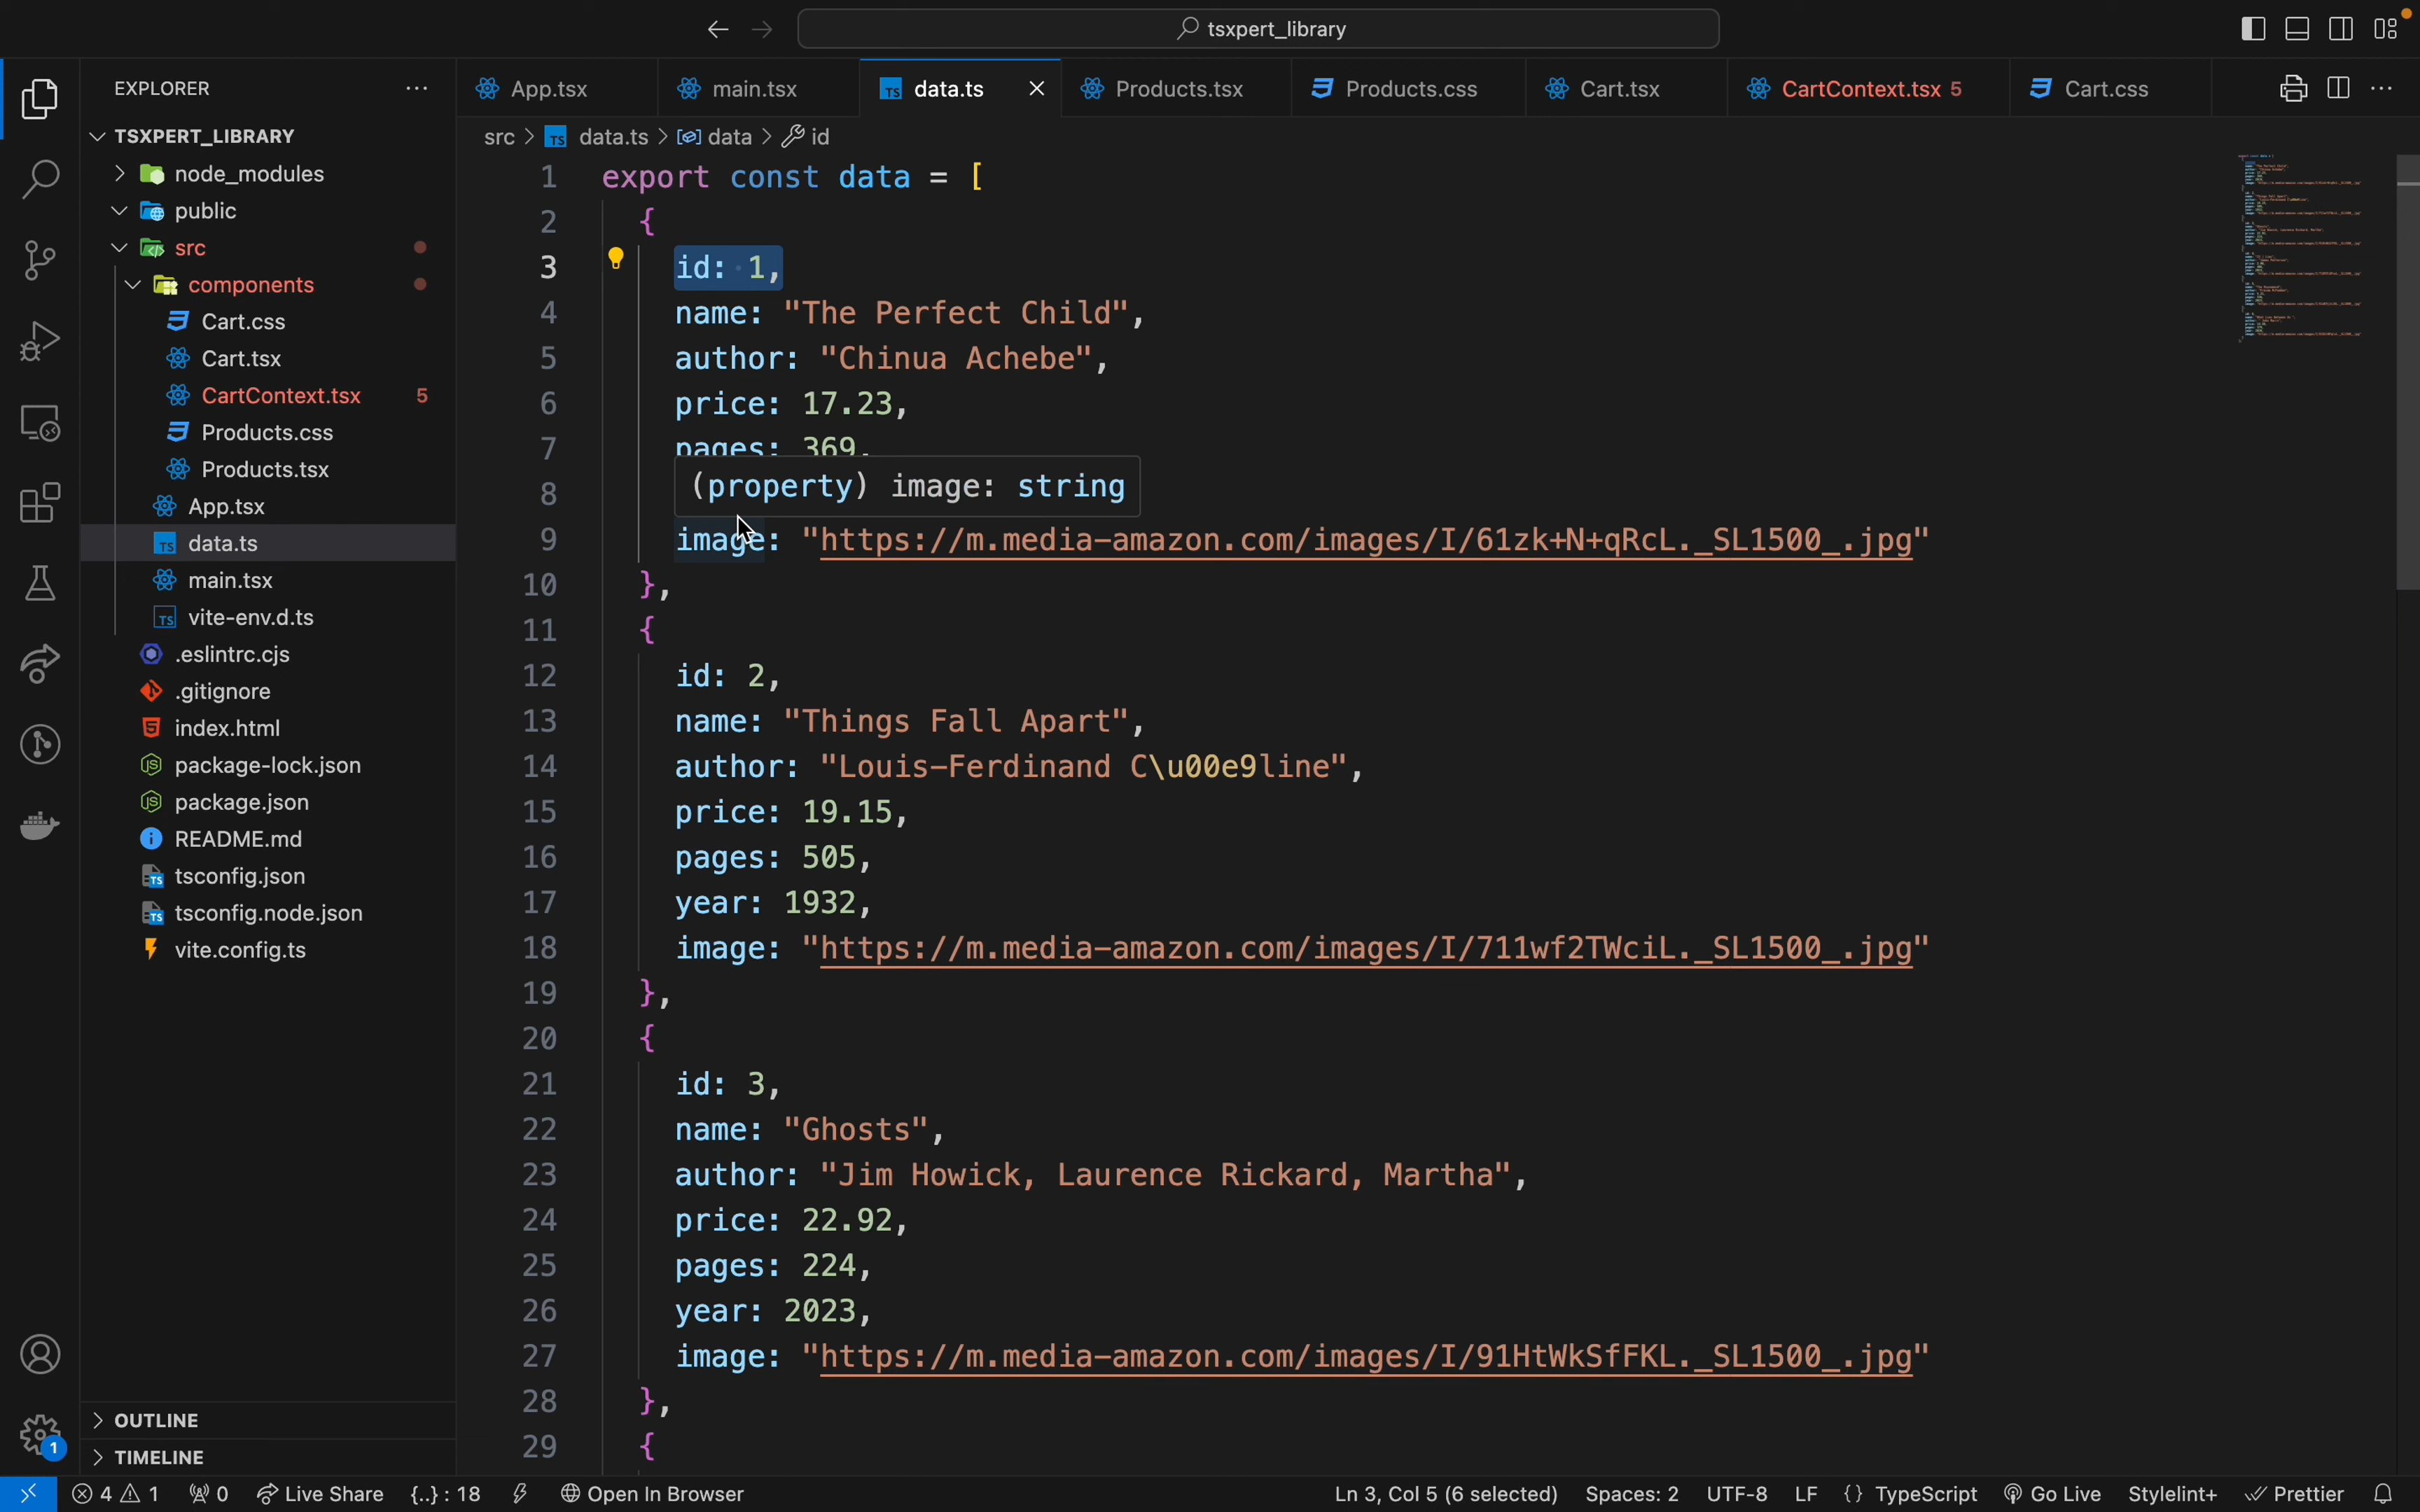 tsxpert_library
EXPLORER
TSXPERT_LIBRARY
node_modules
public
src
components
Cart.css
Cart.tsx
CartContext.tsx 5
Products.css
Products.tsx
App.tsx
data.ts
main.tsx
vite-env.d.ts
.eslintrc.cjs
.gitignore
index.html
package-lock.json
package.json
README.md
tsconfig.json
tsconfig.node.json
vite.config.ts
OUTLINE
TIMELINE
1
App.tsx main.tsx data.ts Products.tsx Products.css Cart.tsx CartContext.tsx 5 Cart.css
src > data.ts > data > id
1 export const data = [
2 {
3 id: 1,
4 name: "The Perfect Child",
5 author: "Chinua Achebe",
6 price: 17.23,
7 pages: 369,
8
(property) image: string
9 image: "https://m.media-amazon.com/images/I/61zk+N+qRcL._SL1500_.jpg"
10 },
11 {
12 id: 2,
13 name: "Things Fall Apart",
14 author: "Louis-Ferdinand C\u00e9line",
15 price: 19.15,
16 pages: 505,
17 year: 1932,
18 image: "https://m.media-amazon.com/images/I/711wf2TWciL._SL1500_.jpg"
19 },
20 {
21 id: 3,
22 name: "Ghosts",
23 author: "Jim Howick, Laurence Rickard, Martha",
24 price: 22.92,
25 pages: 224,
26 year: 2023,
27 image: "https://m.media-amazon.com/images/I/91HtWkSfFKL._SL1500_.jpg"
28 },
29 {
4 1 0 Live Share {..} : 18 Open In Browser Ln 3, Col 5 (6 selected) Spaces: 2 UTF-8 LF {} TypeScript Go Live Stylelint+ Prettier